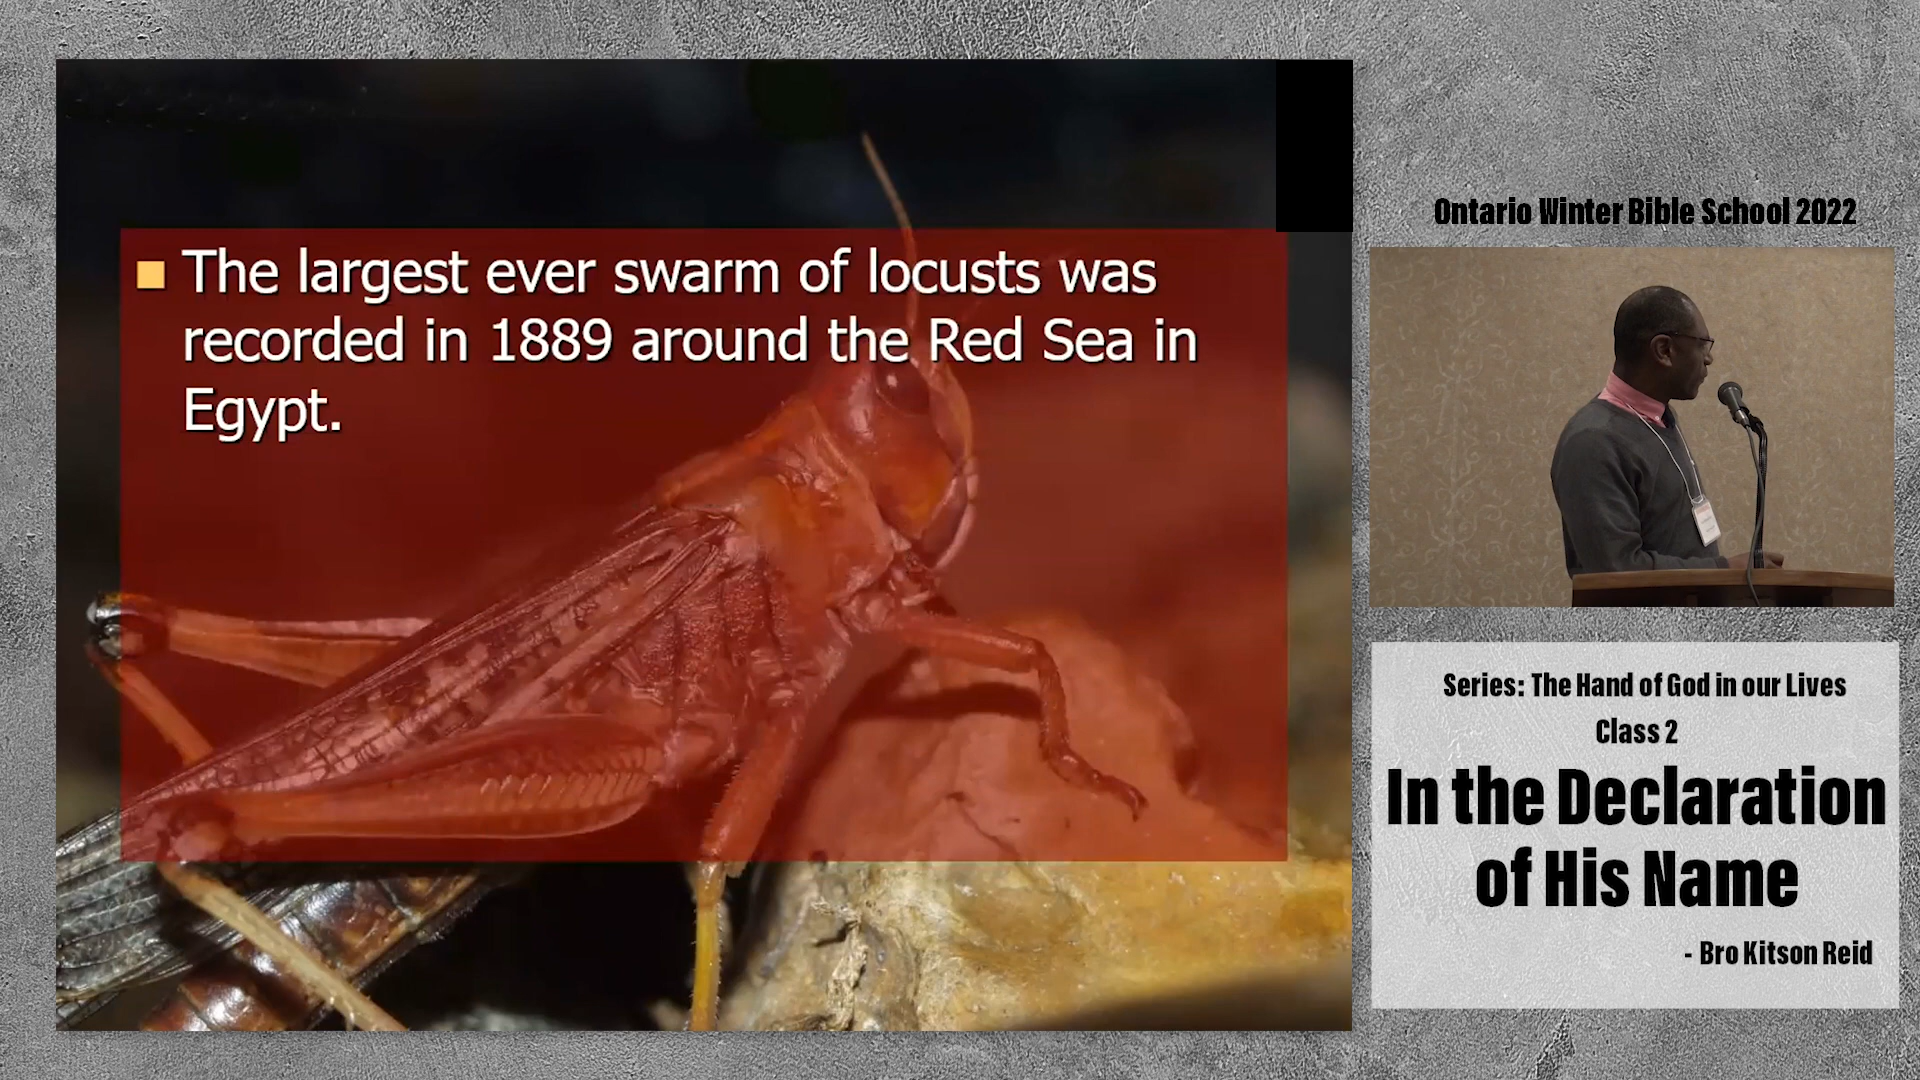 The largest ever swarm of locusts was
recorded in 1889 around the Red Sea in
Egypt.
Ontario Winter Bible School 2022
Series: The Hand of God in our Lives
Class 2
In the Declaration
of His Name
- Bro Kitson Reid